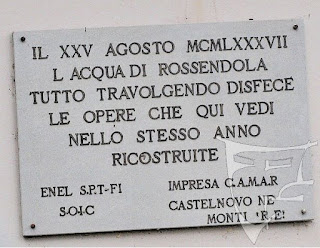 IL XXV AGOSTO MCMLXXXVII
L ACQUA DI ROSSENDOLA
TUTTO TRAVOLGENDO DISFECE
LE OPERE CHE QUI VEDI
NELLO STESSO ANNO
RICOSTRUITE
ENEL S.P.T-FI
S·O·I·C
IMPRESA C.A.M.A.R
CASTELNOVO NE
MONTI (R.E)